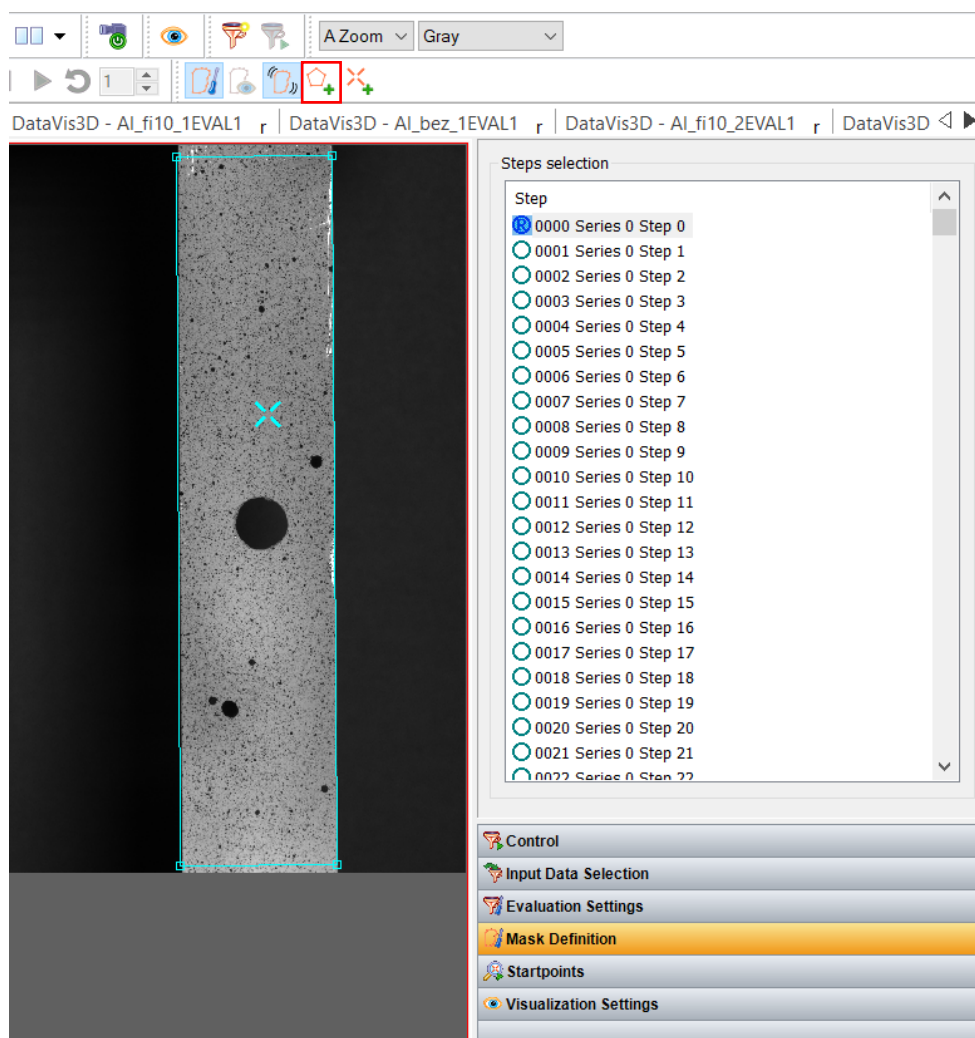 A Zoom Gray
1
DataVis3D - Al_fi10_1EVAL1 r DataVis3D - Al_bez_1EVAL1 r DataVis3D - Al_fi10_2EVAL1 r DataVis3D
Steps selection
Step
R 0000 Series 0 Step 0
0001 Series 0 Step 1
0002 Series 0 Step 2
0003 Series 0 Step 3
0004 Series 0 Step 4
0005 Series 0 Step 5
0006 Series 0 Step 6
0007 Series 0 Step 7
0008 Series 0 Step 8
0009 Series 0 Step 9
0010 Series 0 Step 10
0011 Series 0 Step 11
0012 Series 0 Step 12
0013 Series 0 Step 13
0014 Series 0 Step 14
0015 Series 0 Step 15
0016 Series 0 Step 16
0017 Series 0 Step 17
0018 Series 0 Step 18
0019 Series 0 Step 19
0020 Series 0 Step 20
0021 Series 0 Step 21
0022 Series 0 Step 22
Control
Input Data Selection
Evaluation Settings
Mask Definition
Startpoints
Visualization Settings